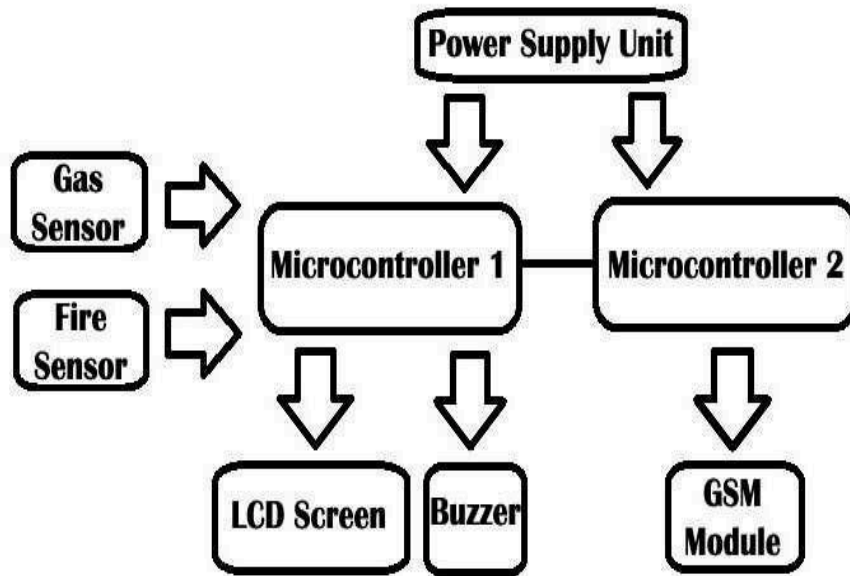 Power Supply Unit
Gas
Sensor
Microcontroller 1
Microcontroller 2
Fire
Sensor
LCD Screen
Buzzer
GSM
Module